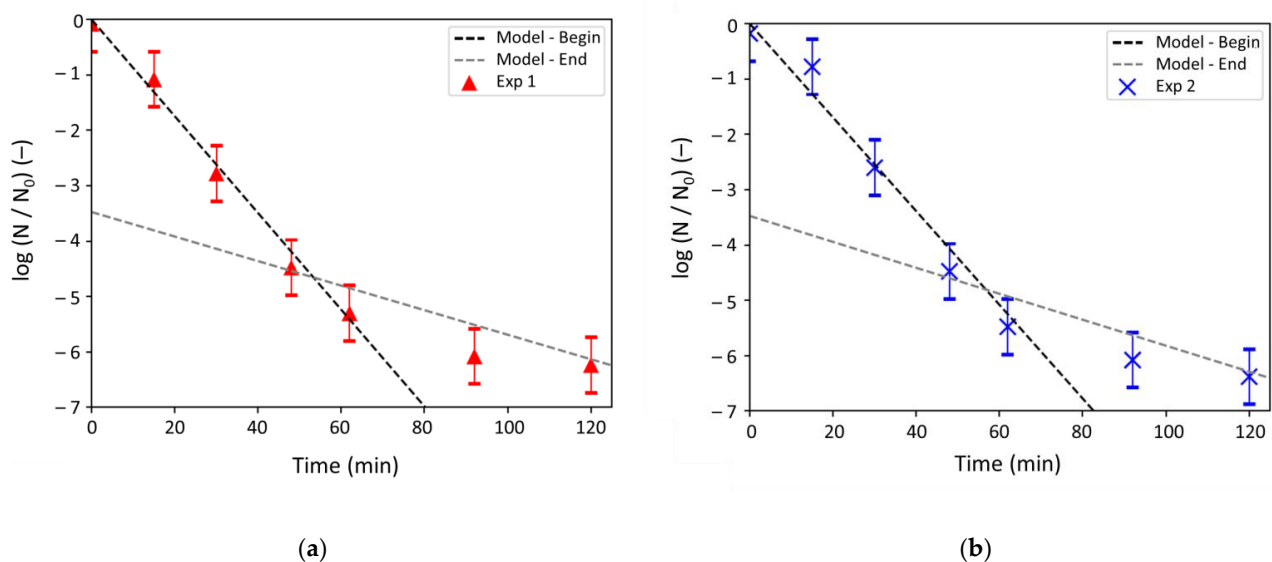 0
−1
−2
−3
−4
−5
−6
−7
log (N / N₀) (−)
0 20 40 60 80 100 120
Time (min)
Model - Begin
Model - End
Exp 1
(a)
0
−1
−2
−3
−4
−5
−6
−7
log (N / N₀) (−)
0 20 40 60 80 100 120
Time (min)
Model - Begin
Model - End
Exp 2
(b)